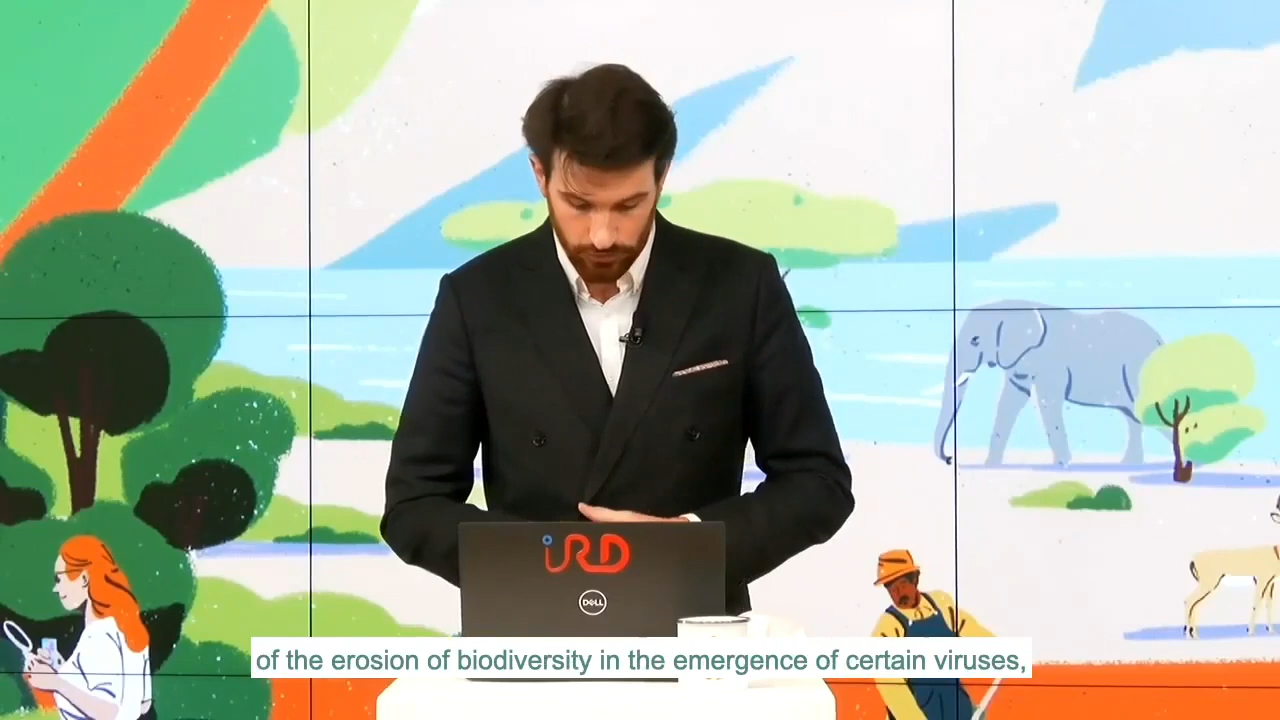 iRD
DELL
of the erosion of biodiversity in the emergence of certain viruses,